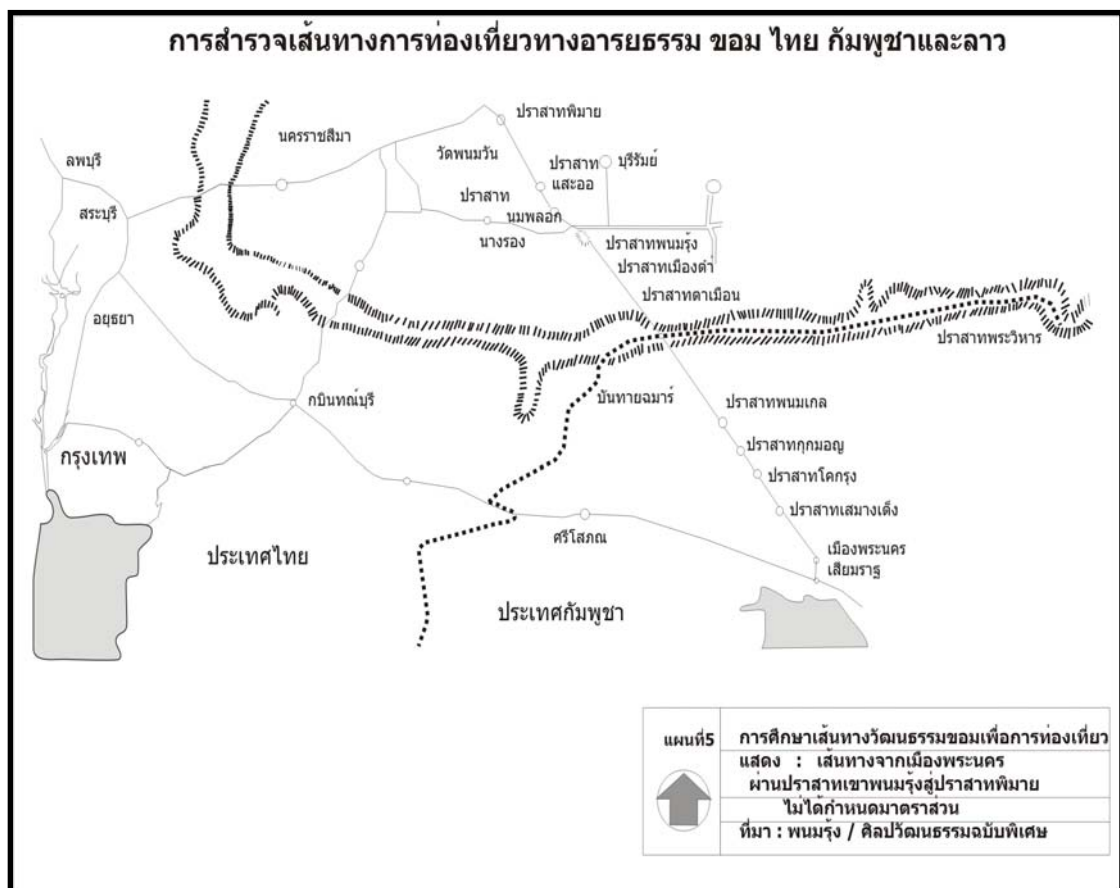 การสำรวจเส้นทางการท่องเที่ยวทางอารยธรรม ขอม ไทย กัมพูชาและลาว
ปราสาทพิมาย
นครราชสีมา
วัดพนมวัน
ลพบุรี
ปราสาท
แสะออ
บุรีรัมย์
ปราสาท
สระบุรี
นมพลอก
นางรอง
ปราสาทพนมรุ้ง
ปราสาทเมืองต่ำ
ปราสาทตาเมือน
อยุธยา
ปราสาทพระวิหาร
กบินทณ์บุรี
บันทายฉมาร์
ปราสาทพนมเกล
ปราสาทกุกมอญ
กรุงเทพ
ปราสาทโคกรุง
ปราสาทเสมางเต็ง
ประเทศไทย
ศรีโสภณ
เมืองพระนคร
เสียมราฐ
ประเทศกัมพูชา
แผนที่5
การศึกษาเส้นทางวัฒนธรรมขอมเพื่อการท่องเที่ยว
แสดง : เส้นทางจากเมืองพระนคร
ผ่านปราสาทเขาพนมรุ้งสู่ปราสาทพิมาย
ไม่ได้กำหนดมาตราส่วน
ที่มา : พนมรุ้ง / ศิลปวัฒนธรรมฉบับพิเศษ